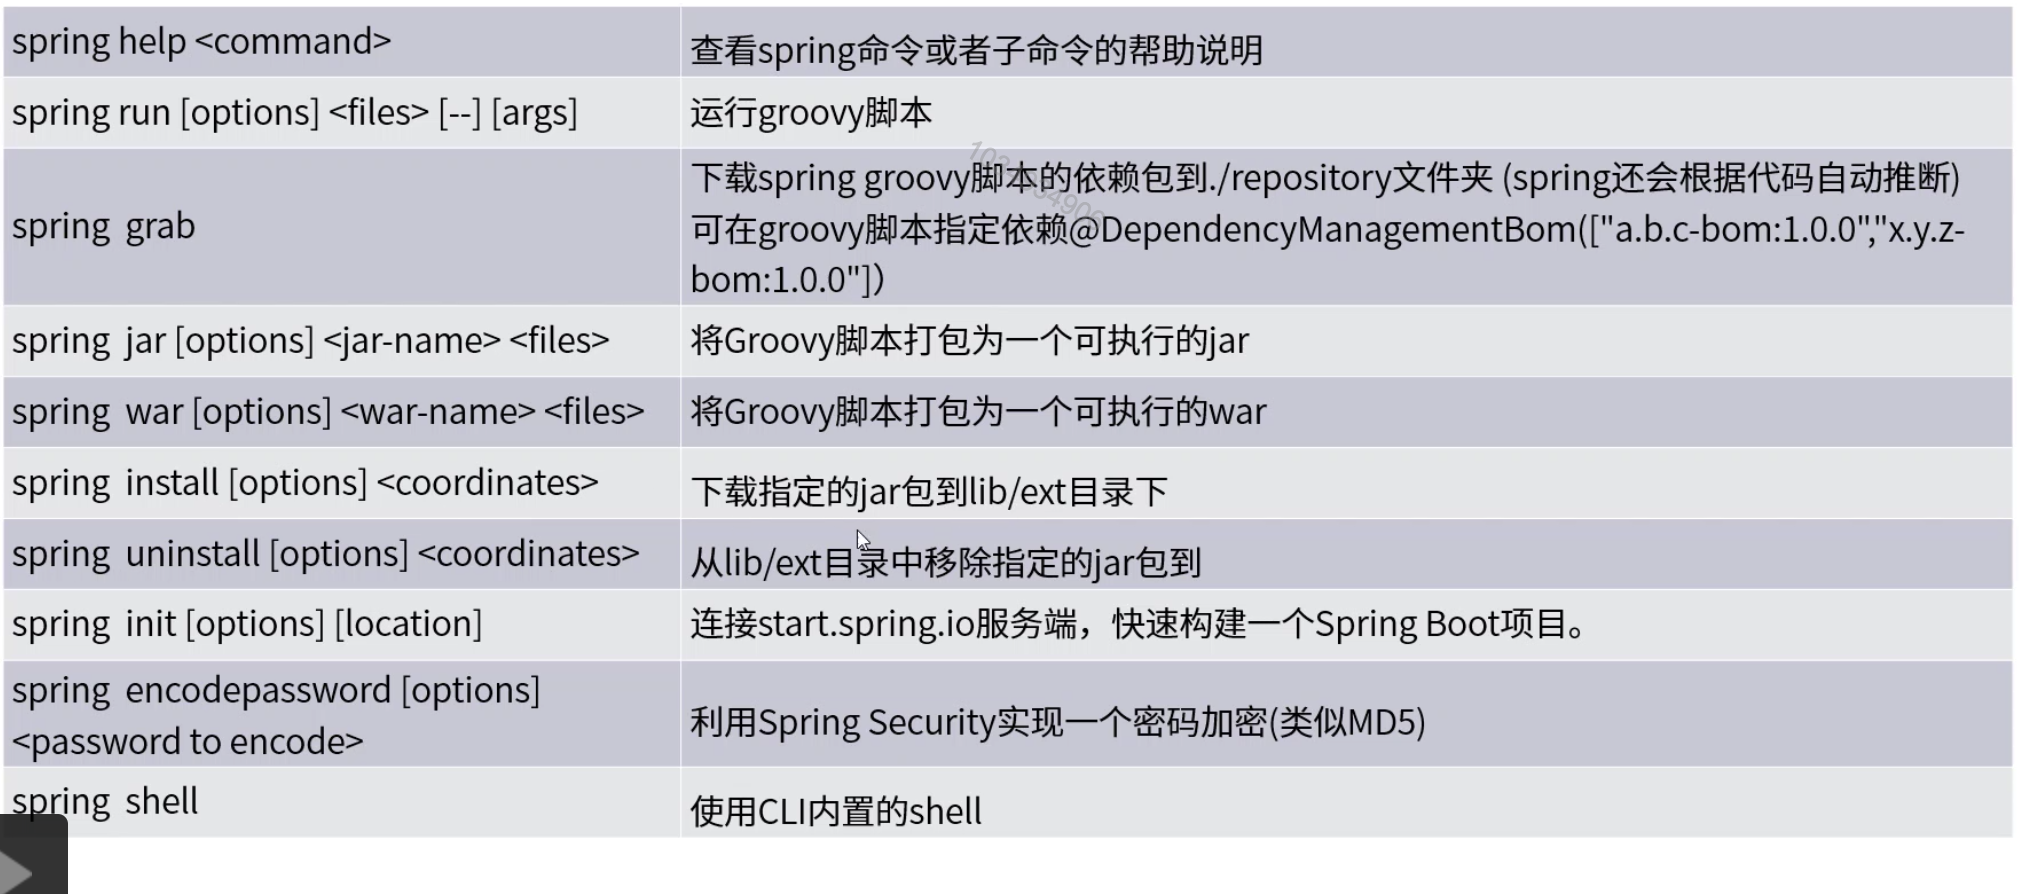 spring help <command>
查看spring命令或者子命令的帮助说明
spring run [options] <files> [--] [args]
运行groovy脚本
spring grab
下载spring groovy脚本的依赖包到./repository文件夹 (spring还会根据代码自动推断)
可在groovy脚本指定依赖@DependencyManagementBom(["a.b.c-bom:1.0.0","x.y.z-
bom:1.0.0"])
spring jar [options] <jar-name> <files>
将Groovy脚本打包为一个可执行的jar
spring war [options] <war-name> <files>
将Groovy脚本打包为一个可执行的war
spring install [options] <coordinates>
下载指定的jar包到lib/ext目录下
spring uninstall [options] <coordinates>
从lib/ext目录中移除指定的jar包到
spring init [options] [location]
连接start.spring.io服务端，快速构建一个Spring Boot项目。
spring encodepassword [options]
<password to encode>
利用Spring Security实现一个密码加密(类似MD5)
spring shell
使用CLI内置的shell